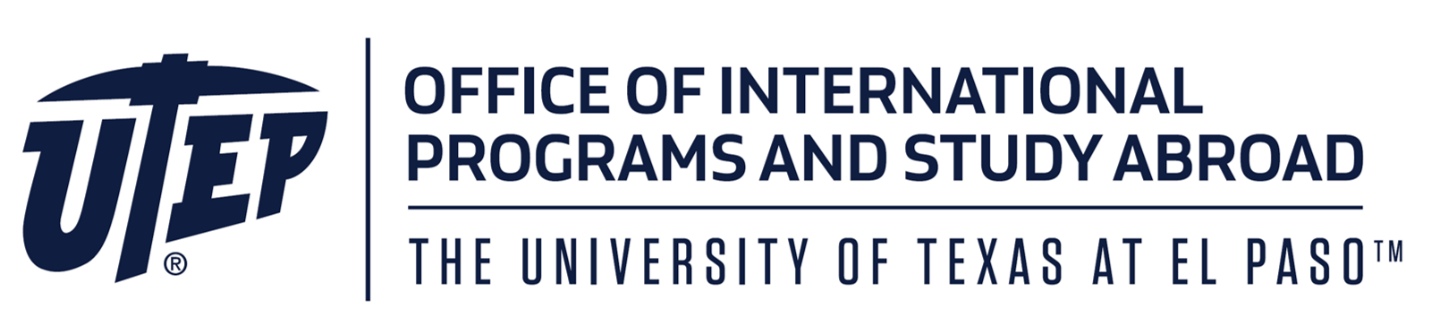 UTEP®
OFFICE OF INTERNATIONAL
PROGRAMS AND STUDY ABROAD
THE UNIVERSITY OF TEXAS AT EL PASO™